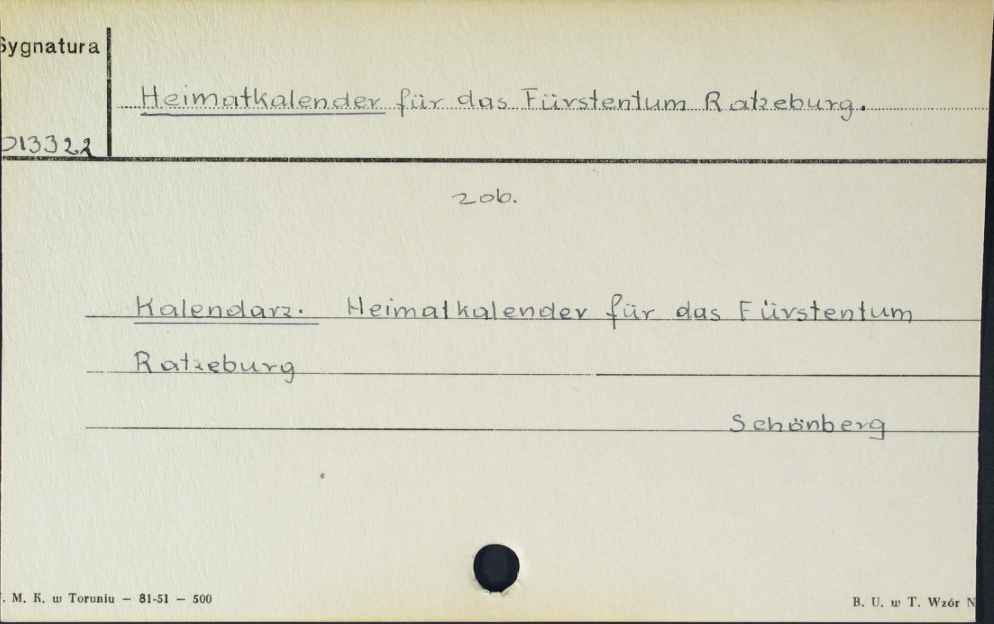 Sygnatura
Heimatkalender für das Fürstentum Ratzeburg.
013322
zob.
Kalendarz. Heimatkalender für das Fürstentum
Ratzeburg
Schönberg
. M. K. w Toruniu — 81-51 — 500
B. U. w T. Wzór N